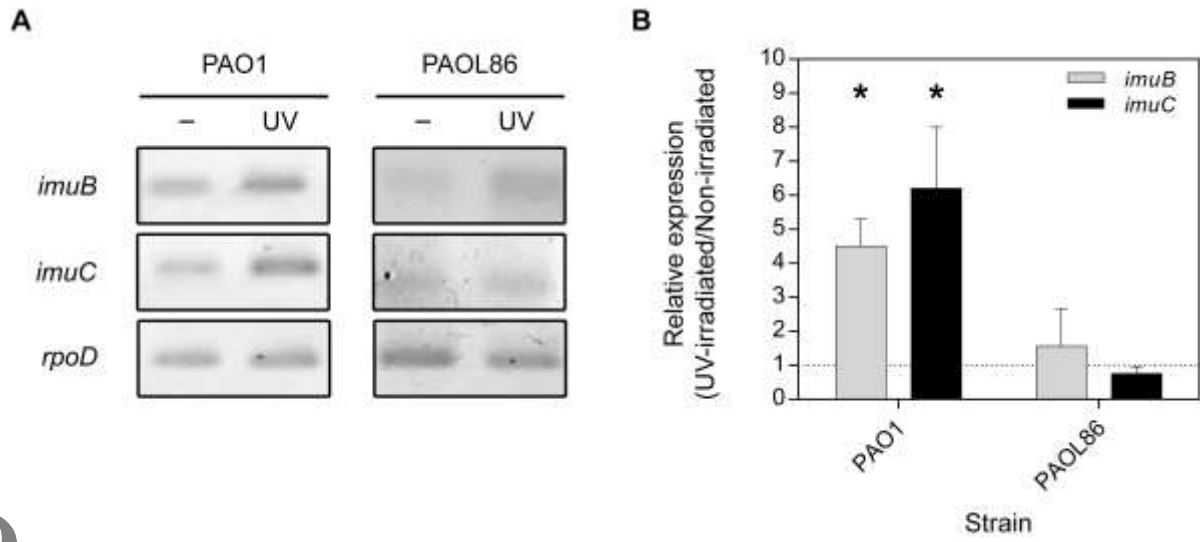 A
PAO1 PAOL86
– UV – UV
imuB
imuC
rpoD
B
Relative expression
(UV-irradiated/Non-irradiated
10
9
8
7
6
5
4
3
2
1
0
* *
imuB
imuC
PAO1
PAOL86
Strain